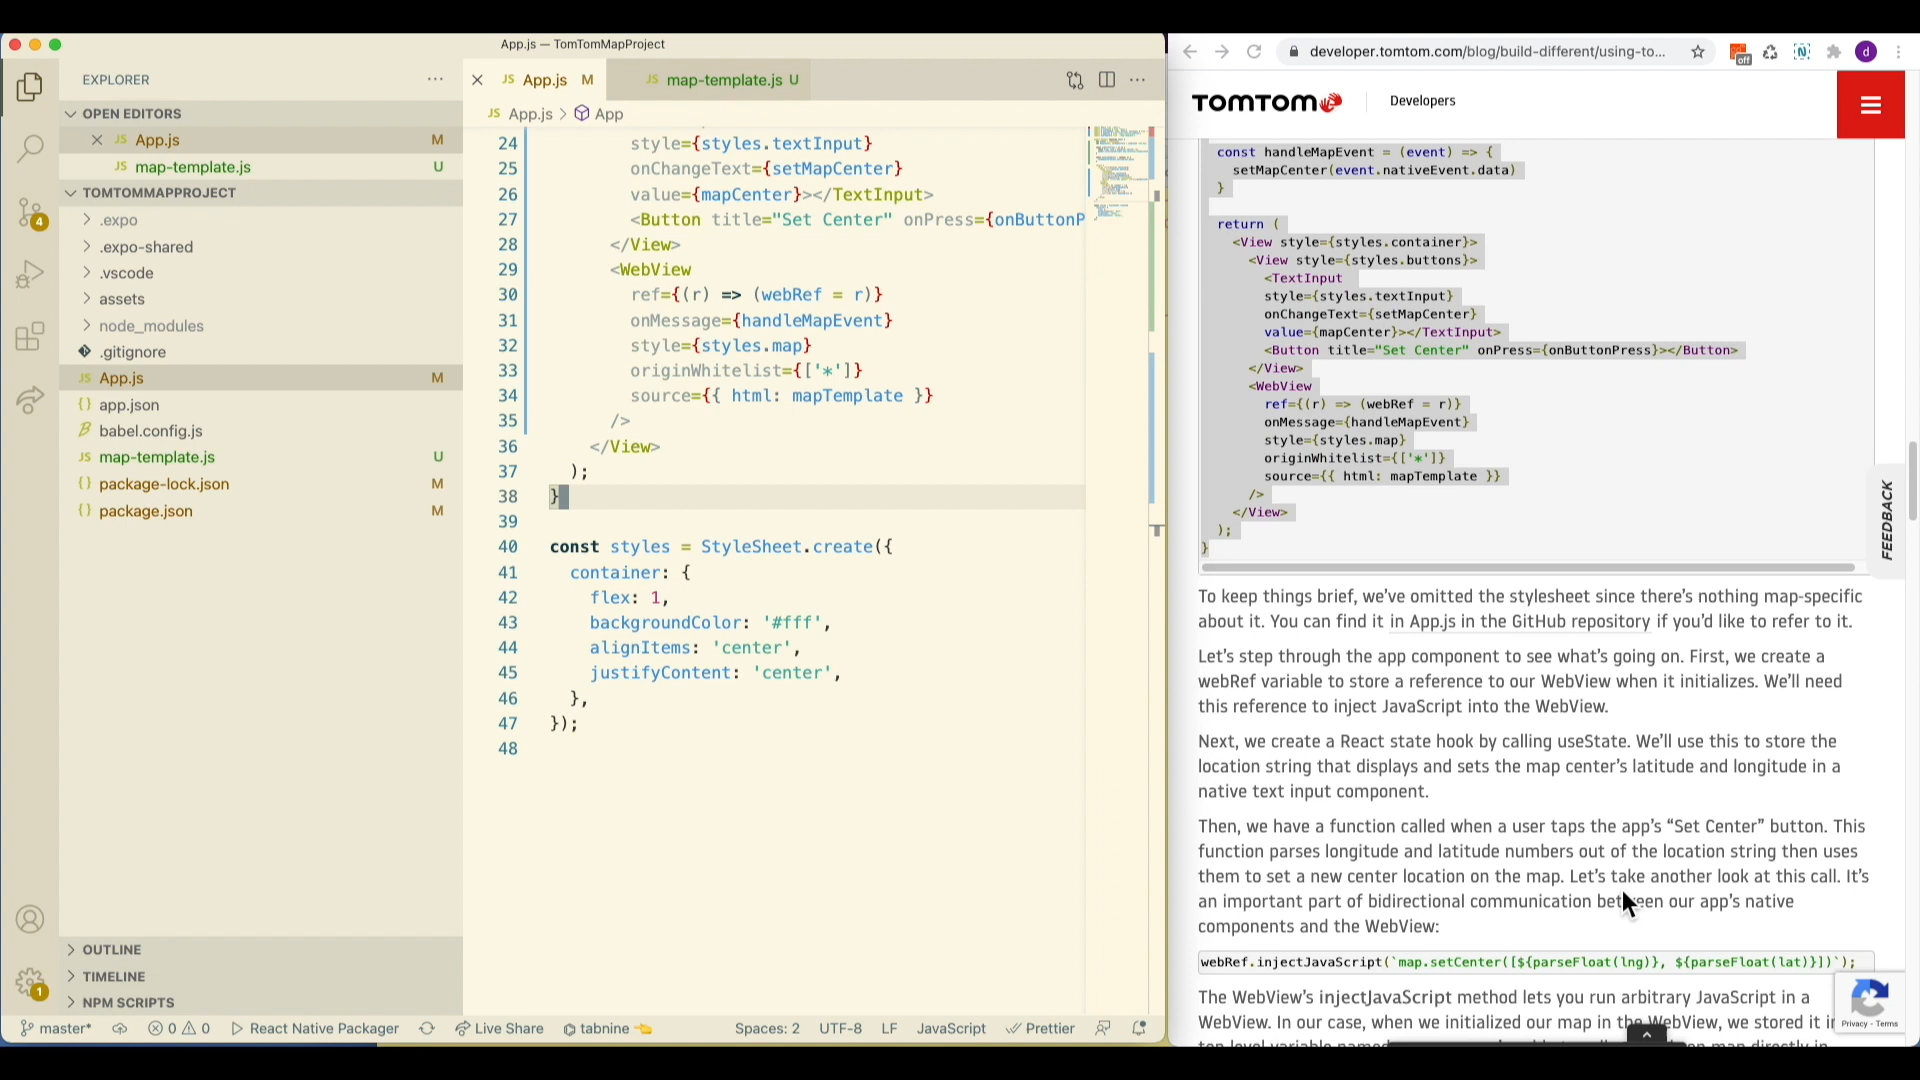 App.js — TomTomMapProject
EXPLORER
OPEN EDITORS
App.js M
map-template.js U
TOMTOMMAPPROJECT
.expo
.expo-shared
.vscode
assets
node_modules
.gitignore
App.js M
app.json
babel.config.js
map-template.js U
package-lock.json M
package.json M
OUTLINE
TIMELINE
NPM SCRIPTS
4
1
JS App.js M
JS map-template.js U
JS App.js > App
24 style={styles.textInput}
25 onChangeText={setMapCenter}
26 value={mapCenter}></TextInput>
27 <Button title="Set Center" onPress={onButtonP
28 </View>
29 <WebView
30 ref={(r) => (webRef = r)}
31 onMessage={handleMapEvent}
32 style={styles.map}
33 originWhitelist={['*']}
34 source={{ html: mapTemplate }}
35 />
36 </View>
37 );
38 }
39
40 const styles = StyleSheet.create({
41 container: {
42 flex: 1,
43 backgroundColor: '#fff',
44 alignItems: 'center',
45 justifyContent: 'center',
46 },
47 });
48
master* 0 0 React Native Packager Live Share tabnine Spaces: 2 UTF-8 LF JavaScript Prettier
developer.tomtom.com/blog/build-different/using-to...
off
d
TOMTOM Developers
const handleMapEvent = (event) => {
setMapCenter(event.nativeEvent.data)
}
return (
<View style={styles.container}>
<View style={styles.buttons}>
<TextInput
style={styles.textInput}
onChangeText={setMapCenter}
value={mapCenter}></TextInput>
<Button title="Set Center" onPress={onButtonPress}></Button>
</View>
<WebView
ref={(r) => (webRef = r)}
onMessage={handleMapEvent}
style={styles.map}
originWhitelist={['*']}
source={{ html: mapTemplate }}
/>
</View>
);
}
FEEDBACK
To keep things brief, we've omitted the stylesheet since there's nothing map-specific
about it. You can find it in App.js in the GitHub repository if you'd like to refer to it.
Let's step through the app component to see what's going on. First, we create a
webRef variable to store a reference to our WebView when it initializes. We'll need
this reference to inject JavaScript into the WebView.
Next, we create a React state hook by calling useState. We'll use this to store the
location string that displays and sets the map center's latitude and longitude in a
native text input component.
Then, we have a function called when a user taps the app's “Set Center” button. This
function parses longitude and latitude numbers out of the location string then uses
them to set a new center location on the map. Let's take another look at this call. It's
an important part of bidirectional communication between our app's native
components and the WebView:
webRef.injectJavaScript(`map.setCenter([${parseFloat(lng)}, ${parseFloat(lat)}])`);
The WebView's injectJavaScript method lets you run arbitrary JavaScript in a
WebView. In our case, when we initialized our map in the WebView, we stored it in
Privacy - Terms